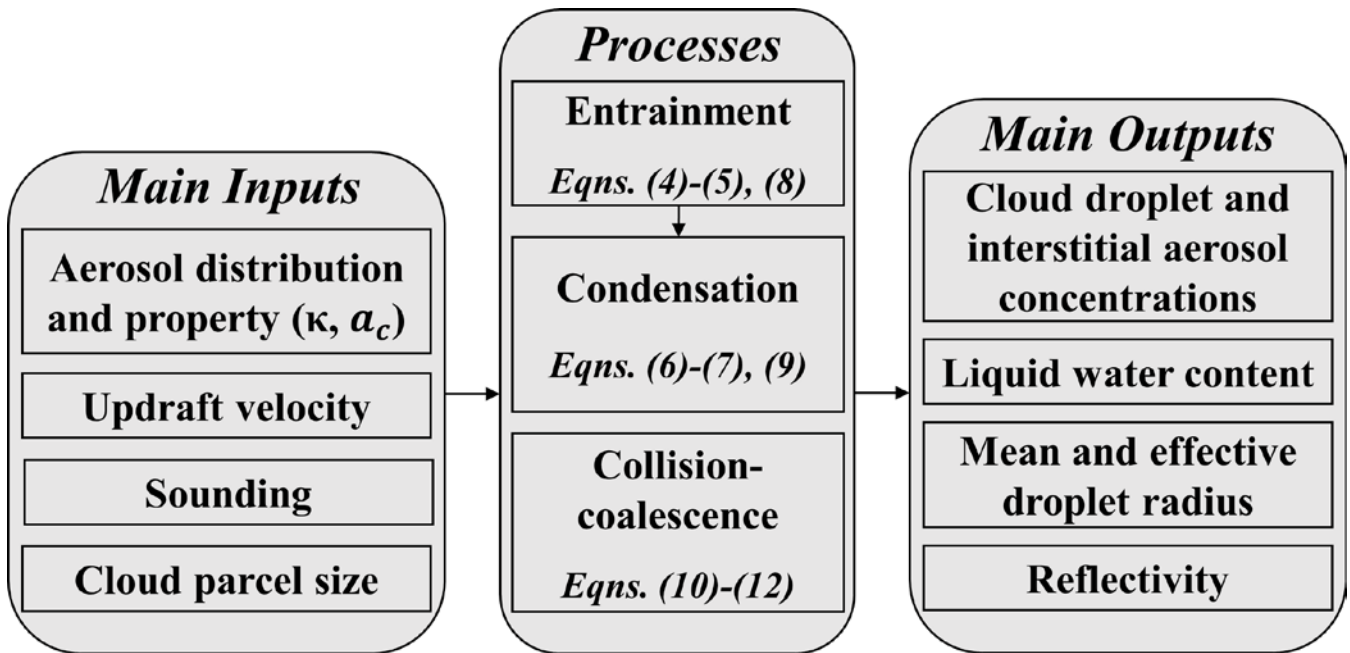 Main Inputs
Aerosol distribution
and property (κ, a_c)
Updraft velocity
Sounding
Cloud parcel size
Processes
Entrainment
Eqns. (4)-(5), (8)
Condensation
Eqns. (6)-(7), (9)
Collision-
coalescence
Eqns. (10)-(12)
Main Outputs
Cloud droplet and
interstitial aerosol
concentrations
Liquid water content
Mean and effective
droplet radius
Reflectivity